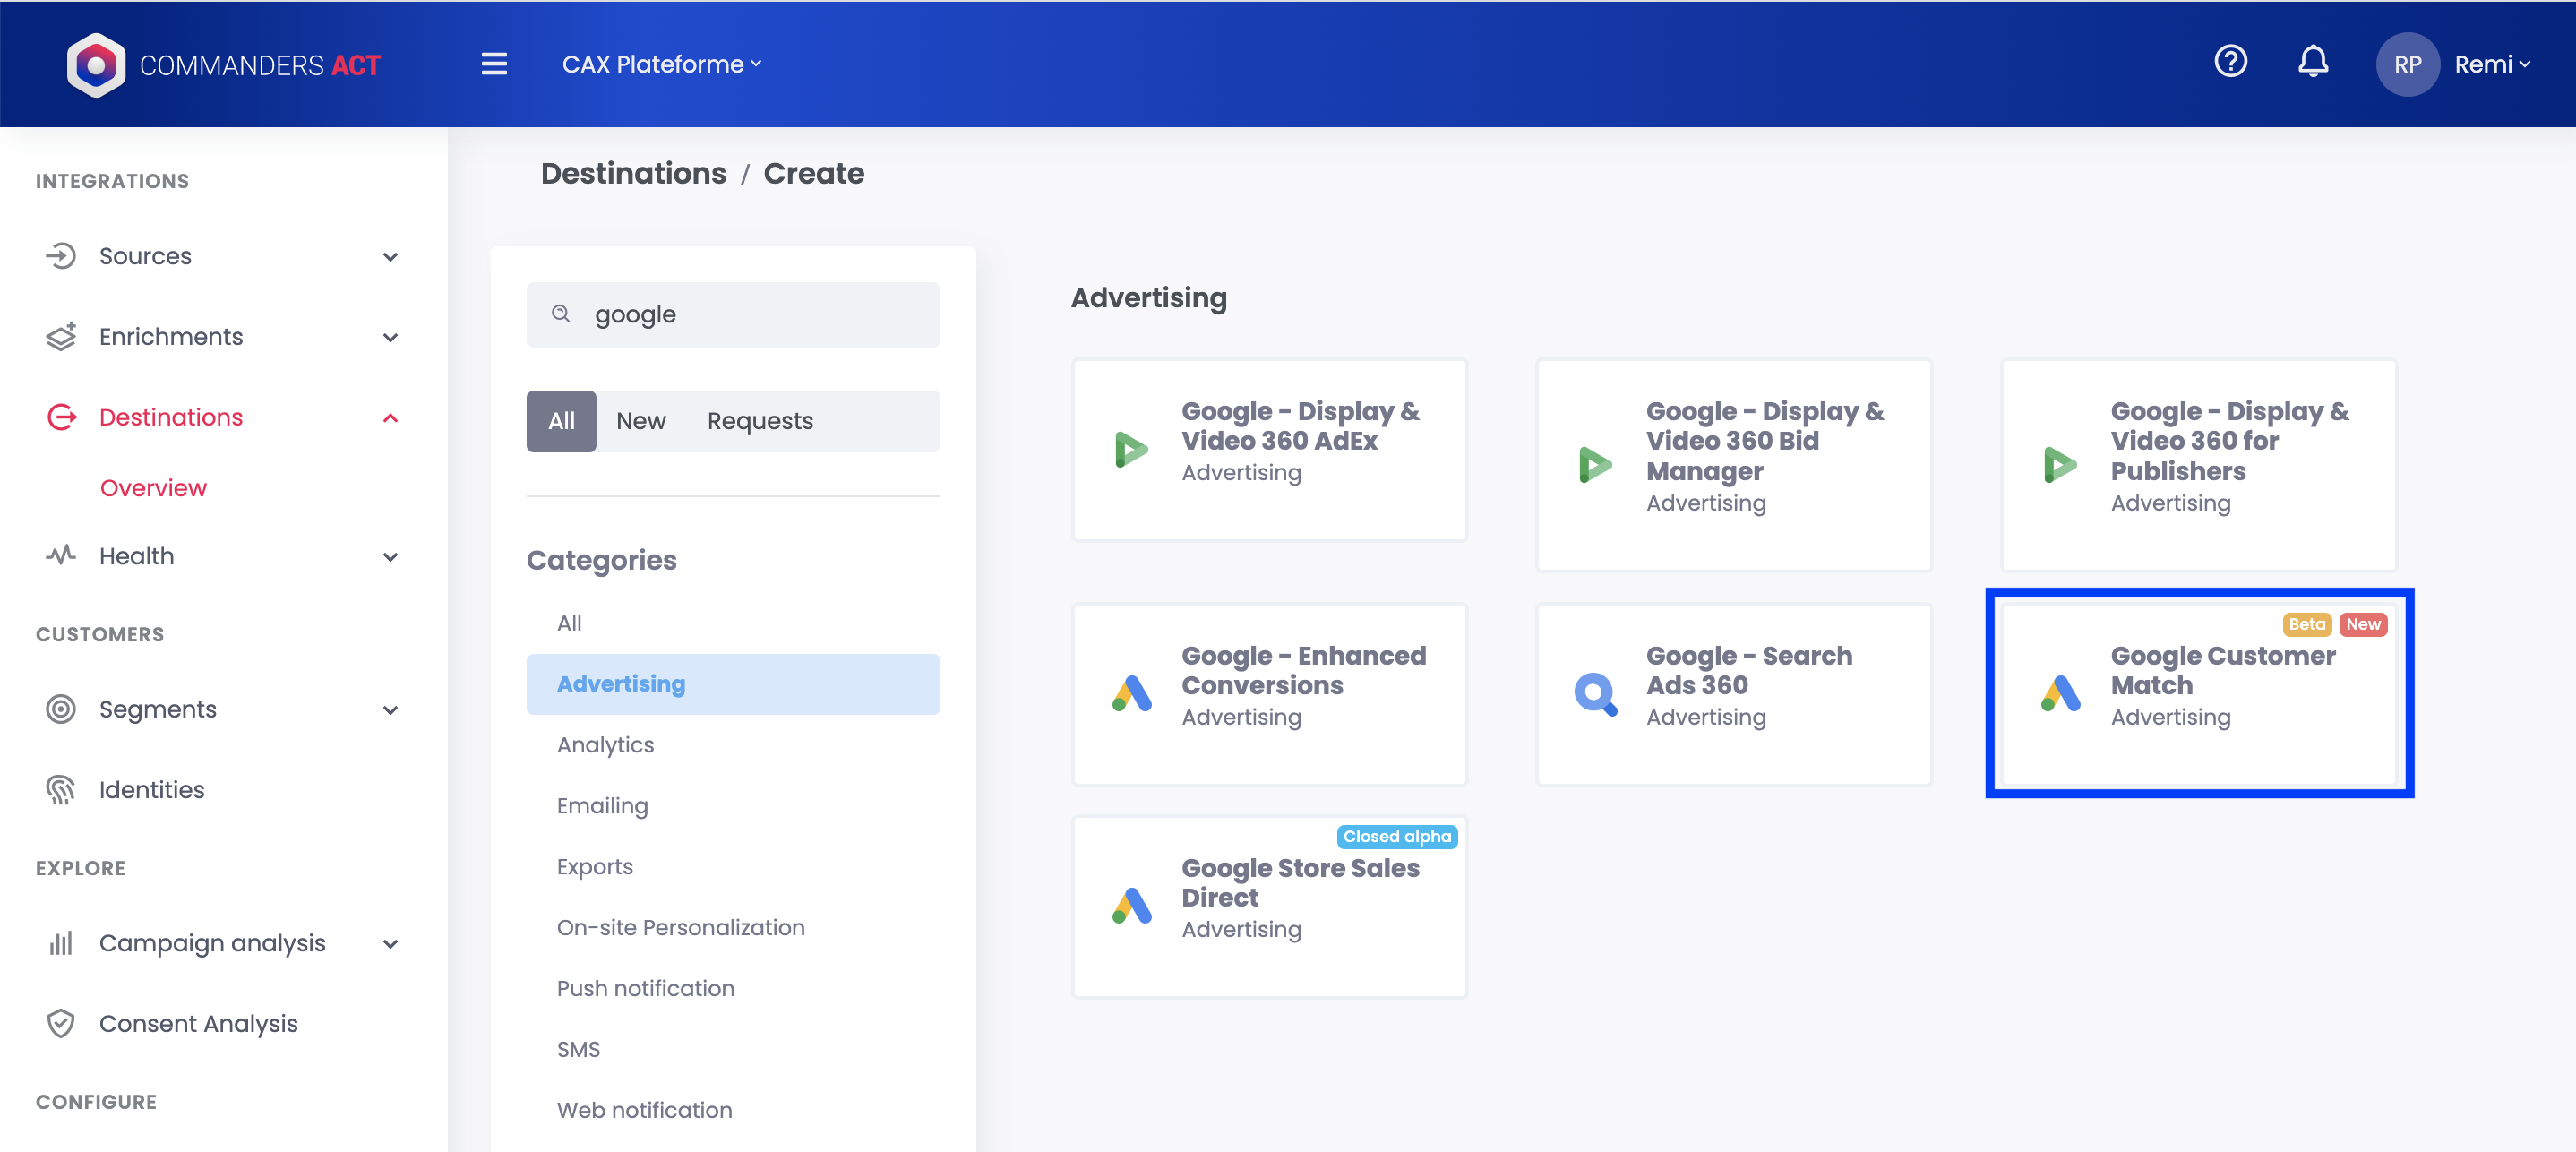 COMMANDERS ACT
CAX Plateforme
RP
Remi
INTEGRATIONS
Sources
Enrichments
Destinations
Overview
Health
CUSTOMERS
Segments
Identities
EXPLORE
Campaign analysis
Consent Analysis
CONFIGURE
Destinations / Create
google
All New Requests
Categories
All
Advertising
Analytics
Emailing
Exports
On-site Personalization
Push notification
SMS
Web notification
Advertising
Google - Display &
Video 360 AdEx
Advertising
Google - Display &
Video 360 Bid
Manager
Advertising
Google - Display &
Video 360 for
Publishers
Advertising
Google - Enhanced
Conversions
Advertising
Google - Search
Ads 360
Advertising
Beta New
Google Customer
Match
Advertising
Closed alpha
Google Store Sales
Direct
Advertising